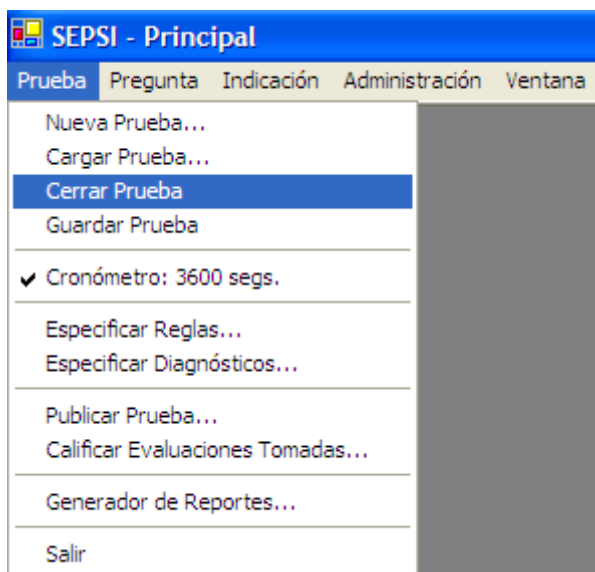 SEPSI - Principal
Prueba Pregunta Indicación Administración Ventana
Nueva Prueba...
Cargar Prueba...
Cerrar Prueba
Guardar Prueba
Cronómetro: 3600 segs.
Especificar Reglas...
Especificar Diagnósticos...
Publicar Prueba...
Calificar Evaluaciones Tomadas...
Generador de Reportes...
Salir